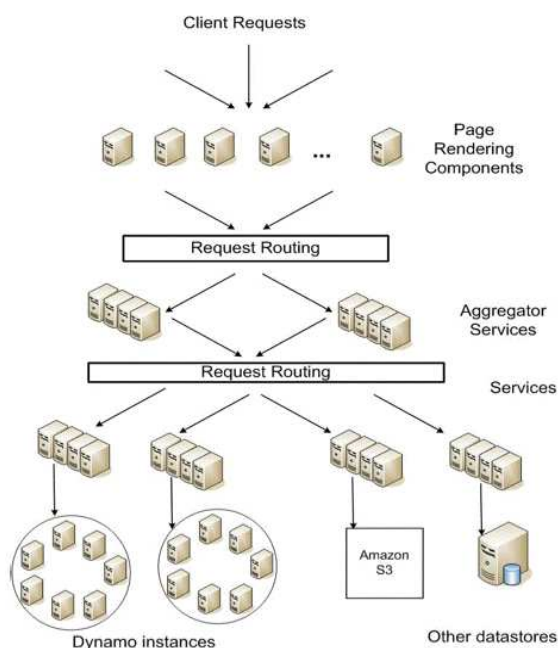 Client Requests
Page
Rendering
Components
...
Request Routing
Aggregator
Services
Request Routing
Services
Amazon
S3
Dynamo instances
Other datastores